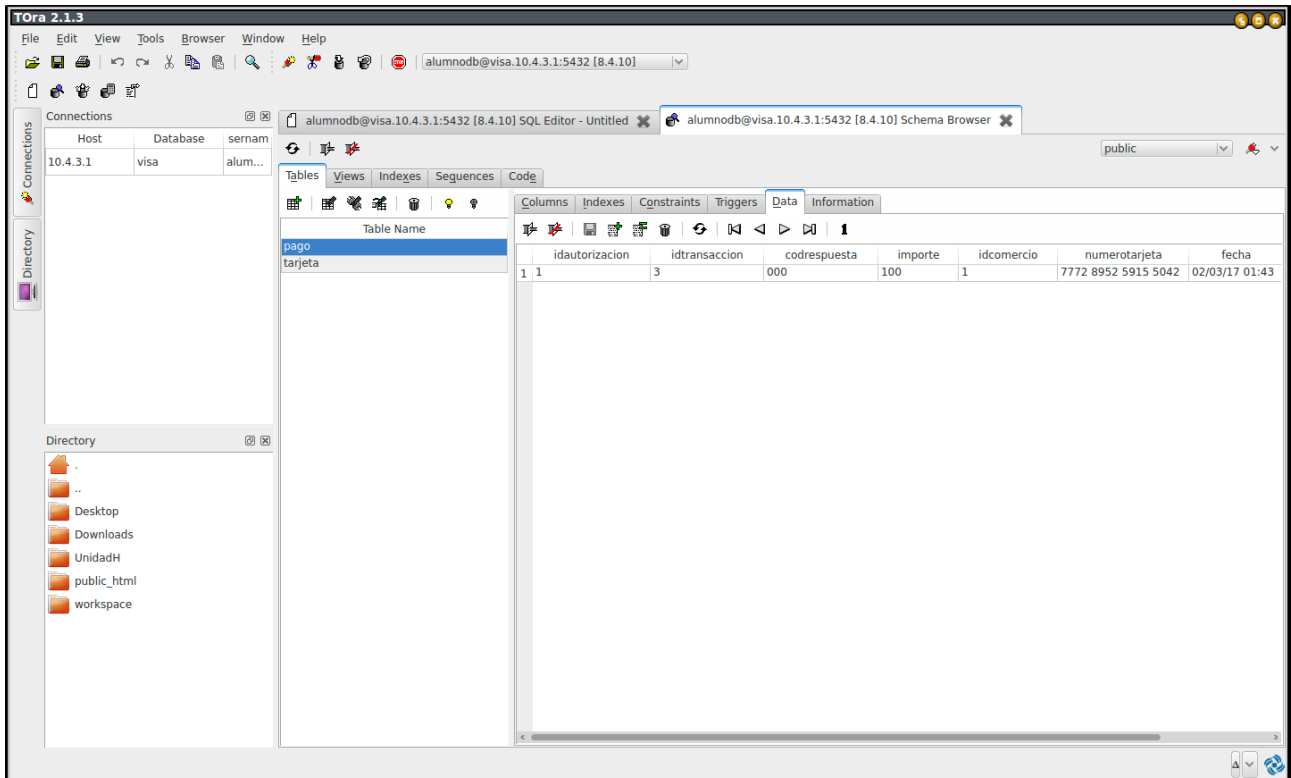 TOra 2.1.3
File Edit View Tools Browser Window Help
alumnodb@visa.10.4.3.1:5432 [8.4.10]
Connections
Directory
Connections
Host Database sernam
10.4.3.1 visa alum...
Directory
.
..
Desktop
Downloads
UnidadH
public_html
workspace
alumnodb@visa.10.4.3.1:5432 [8.4.10] SQL Editor - Untitled alumnodb@visa.10.4.3.1:5432 [8.4.10] Schema Browser
public
Tables Views Indexes Sequences Code
Table Name
pago
tarjeta
Columns Indexes Constraints Triggers Data Information
1
idautorizacion idtransaccion codrespuesta importe idcomercio numerotarjeta fecha
1 1 3 000 100 1 7772 8952 5915 5042 02/03/17 01:43